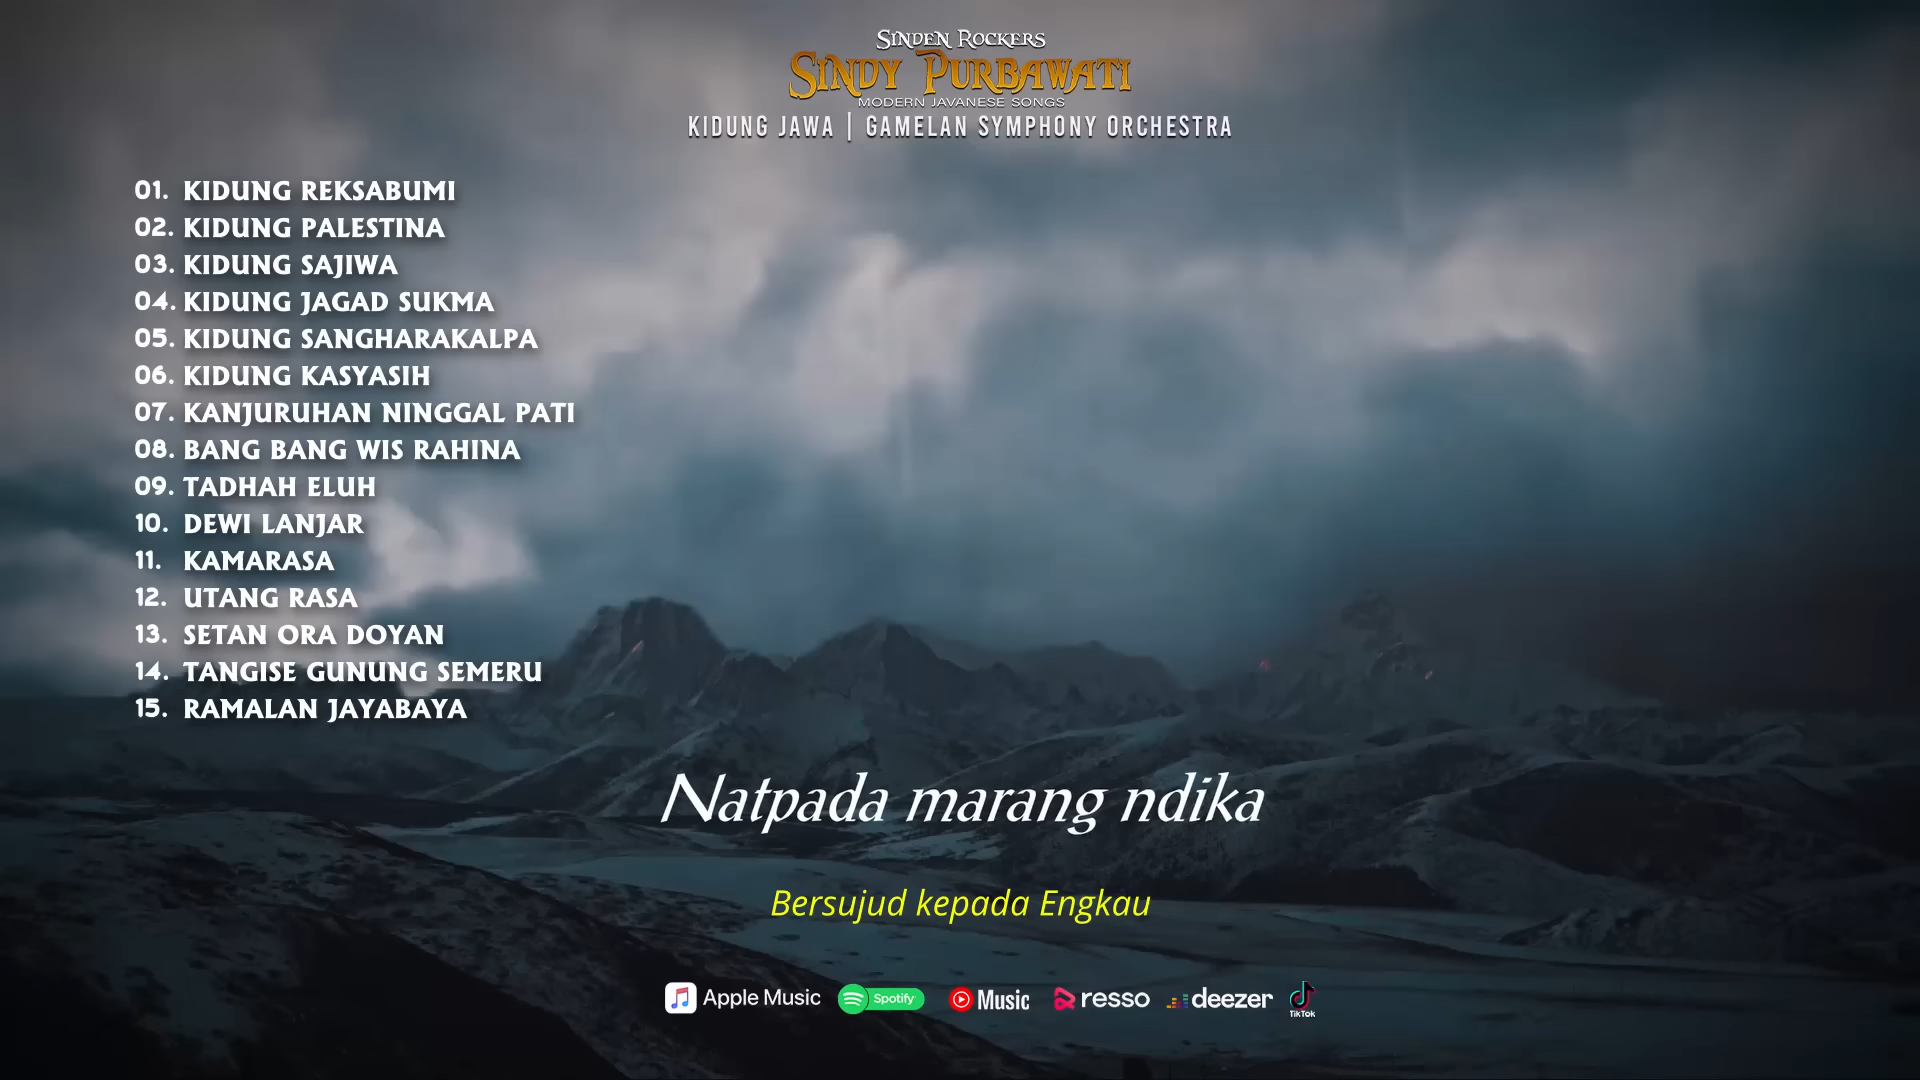 SINDEN ROCKERS
SINDY PURBAWATI
MODERN JAVANESE SONGS
KIDUNG JAWA | GAMELAN SYMPHONY ORCHESTRA
01. KIDUNG REKSABUMI
02. KIDUNG PALESTINA
03. KIDUNG SAJIWA
04. KIDUNG JAGAD SUKMA
05. KIDUNG SANGHARAKALPA
06. KIDUNG KASYASIH
07. KANJURUHAN NINGGAL PATI
08. BANG BANG WIS RAHINA
09. TADHAH ELUH
10. DEWI LANJAR
11. KAMARASA
12. UTANG RASA
13. SETAN ORA DOYAN
14. TANGISE GUNUNG SEMERU
15. RAMALAN JAYABAYA
Natpada marang ndika
Bersujud kepada Engkau
Apple Music Spotify Music resso deezer TikTok